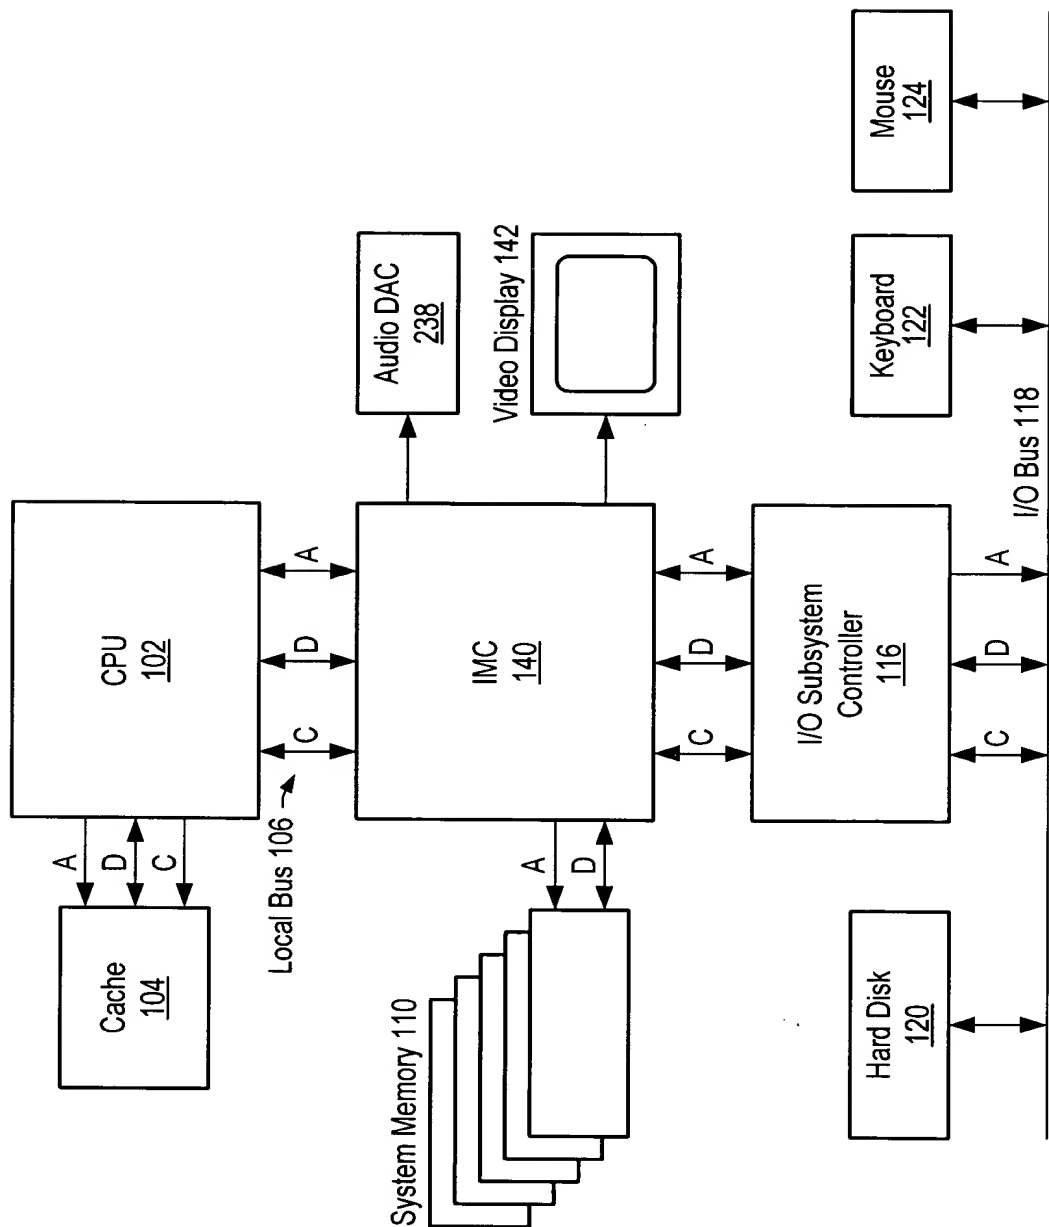 Cache
104
A
D
C
CPU
102
Local Bus 106
C
D
A
System Memory 110
A
D
IMC
140
Audio DAC
238
Video Display 142
C
D
A
I/O Subsystem
Controller
116
C
D
A
Hard Disk
120
Keyboard
122
Mouse
124
I/O Bus 118